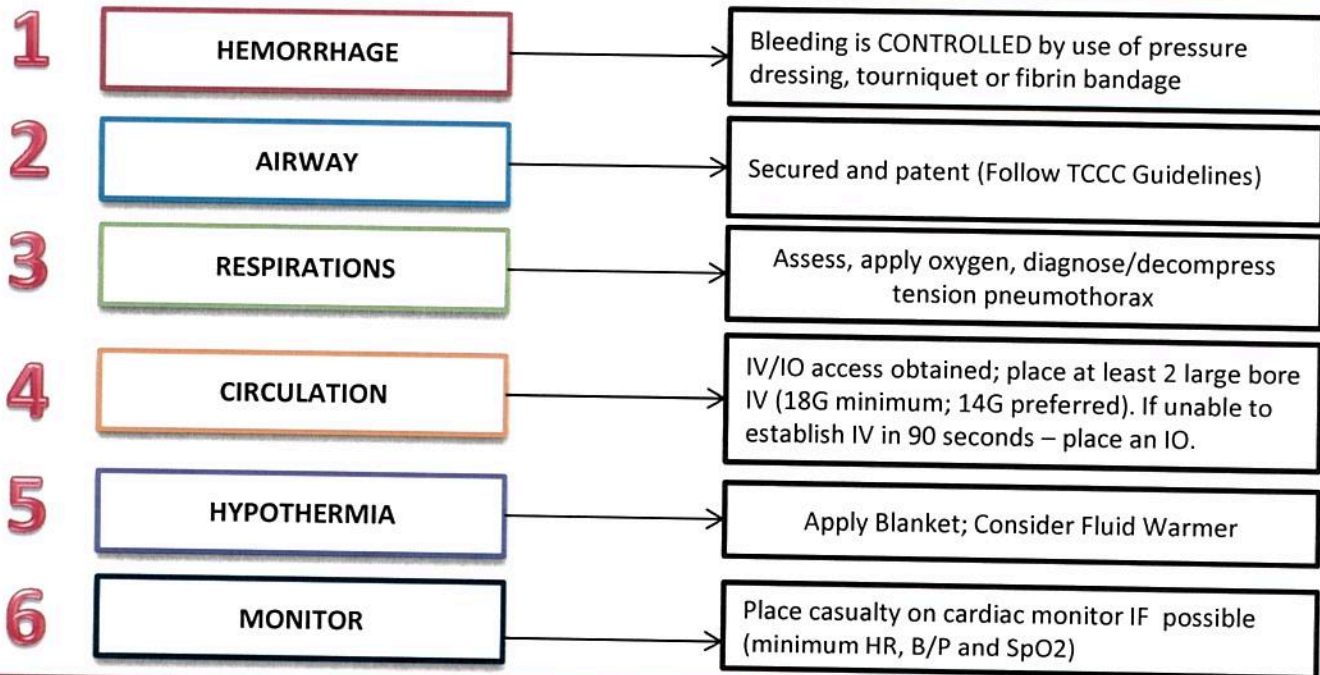 1
HEMORRHAGE
Bleeding is CONTROLLED by use of pressure
dressing, tourniquet or fibrin bandage
2
AIRWAY
Secured and patent (Follow TCCC Guidelines)
3
RESPIRATIONS
Assess, apply oxygen, diagnose/decompress
tension pneumothorax
4
CIRCULATION
IV/IO access obtained; place at least 2 large bore
IV (18G minimum; 14G preferred). If unable to
establish IV in 90 seconds – place an IO.
5
HYPOTHERMIA
Apply Blanket; Consider Fluid Warmer
6
MONITOR
Place casualty on cardiac monitor IF possible
(minimum HR, B/P and SpO2)